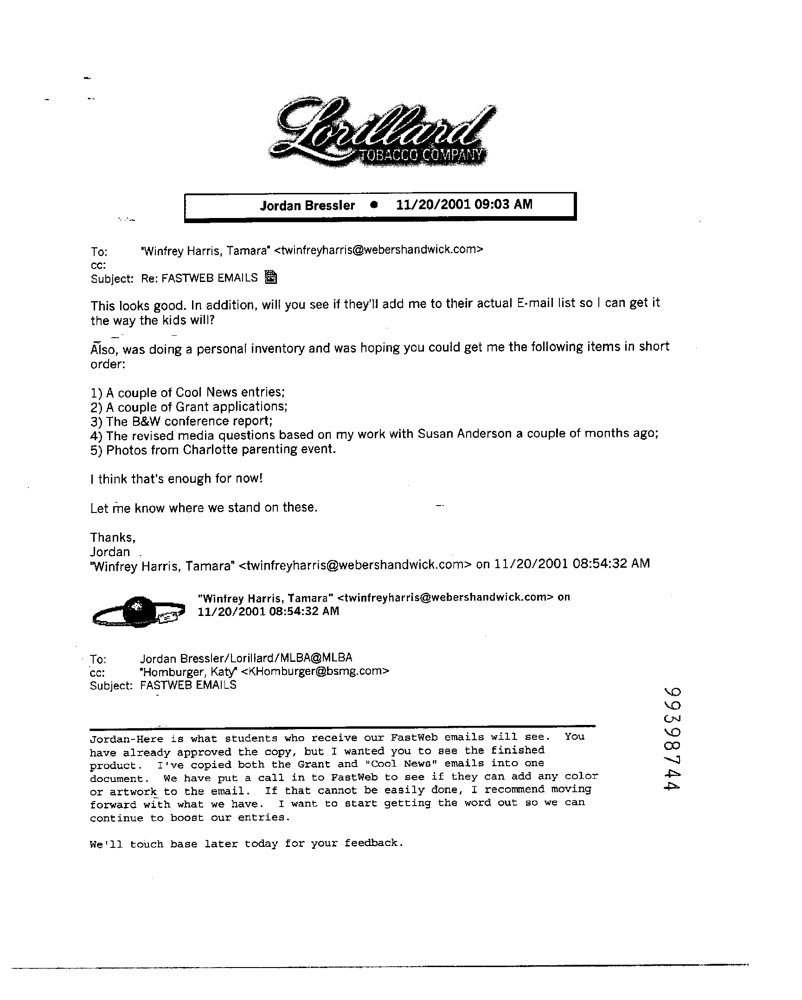 Lorillard
TOBACCO COMPANY
Jordan Bressler • 11/20/2001 09:03 AM
To: "Winfrey Harris, Tamara" <twinfreyharris@webershandwick.com>
cc:
Subject: Re: FASTWEB EMAILS
This looks good. In addition, will you see if they'll add me to their actual E-mail list so I can get it
the way the kids will?
Also, was doing a personal inventory and was hoping you could get me the following items in short
order:
1) A couple of Cool News entries;
2) A couple of Grant applications;
3) The B&W conference report;
4) The revised media questions based on my work with Susan Anderson a couple of months ago;
5) Photos from Charlotte parenting event.
I think that's enough for now!
Let me know where we stand on these.
Thanks,
Jordan
"Winfrey Harris, Tamara" <twinfreyharris@webershandwick.com> on 11/20/2001 08:54:32 AM
"Winfrey Harris, Tamara" <twinfreyharris@webershandwick.com> on
11/20/2001 08:54:32 AM
To: Jordan Bressler/Lorillard/MLBA@MLBA
cc: "Homburger, Katy" <KHomburger@bsmg.com>
Subject: FASTWEB EMAILS
Jordan-Here is what students who receive our FastWeb emails will see. You
have already approved the copy, but I wanted you to see the finished
product. I've copied both the Grant and "Cool News" emails into one
document. We have put a call in to FastWeb to see if they can add any color
or artwork to the email. If that cannot be easily done, I recommend moving
forward with what we have. I want to start getting the word out so we can
continue to boost our entries.
We'll touch base later today for your feedback.
99398744